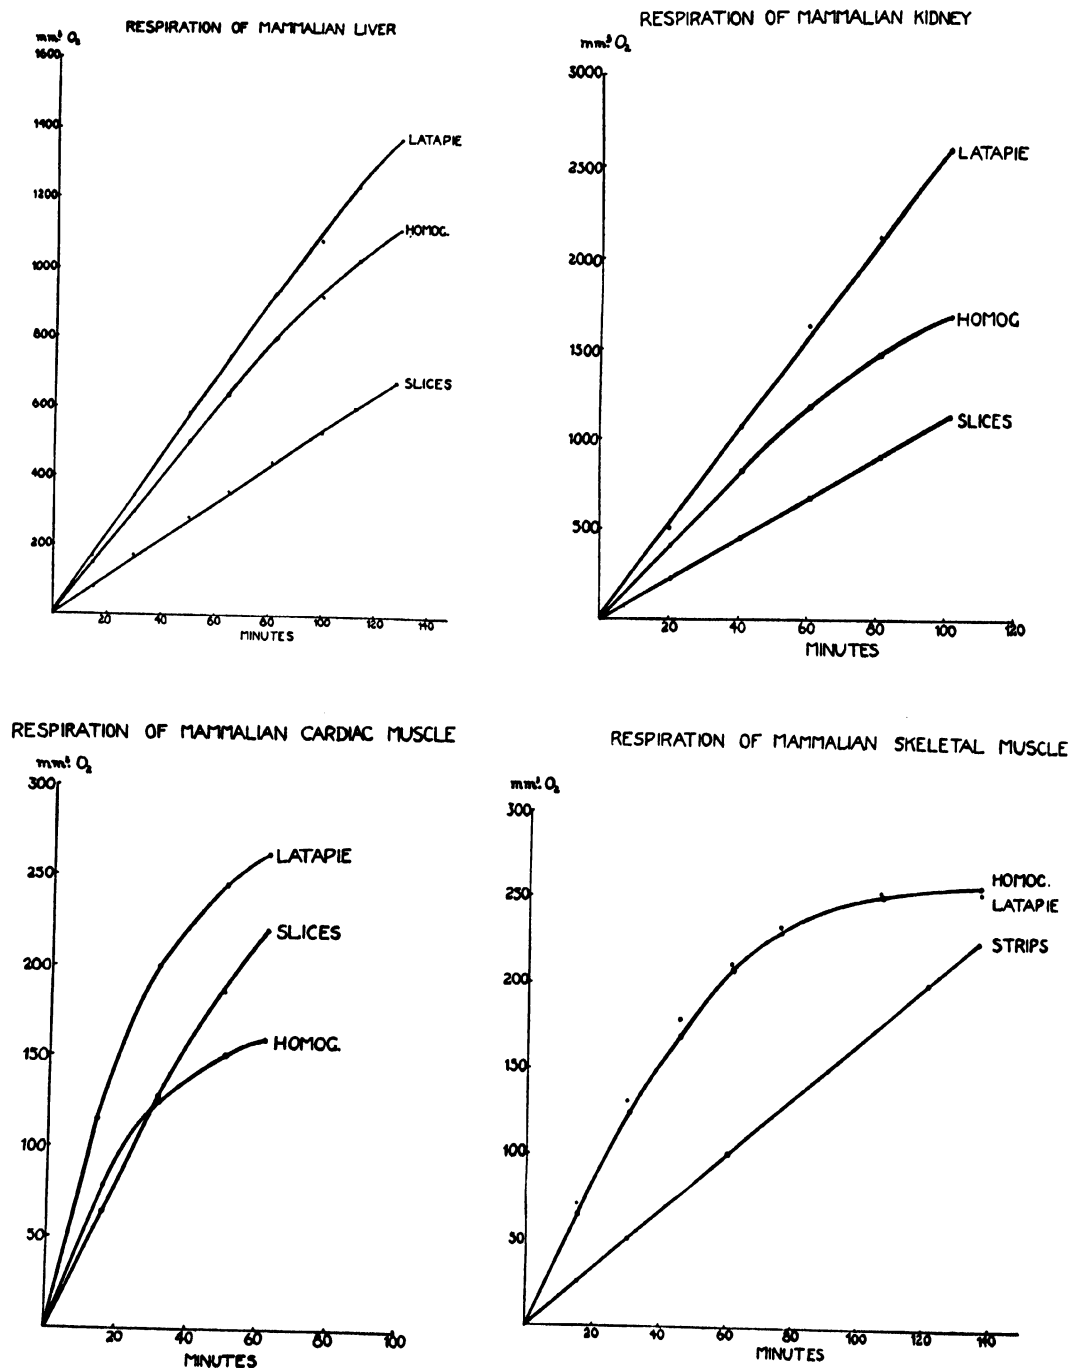 RESPIRATION OF MAMMALIAN LIVER
mm³ O₂
1600
1400
1200
1000
800
600
400
200
LATAPIE
HOMOG.
SLICES
20 40 60 80 100 120 140
MINUTES
RESPIRATION OF MAMMALIAN KIDNEY
mm³ O₂
3000
2500
2000
1500
1000
500
LATAPIE
HOMOG
SLICES
20 40 60 80 100 120
MINUTES
RESPIRATION OF MAMMALIAN CARDIAC MUSCLE
mm³ O₂
300
250
200
150
100
50
LATAPIE
SLICES
HOMOG.
20 40 60 80 100
MINUTES
RESPIRATION OF MAMMALIAN SKELETAL MUSCLE
mm³ O₂
300
250
200
150
100
50
HOMOG.
LATAPIE
STRIPS
20 40 60 80 100 120 140
MINUTES